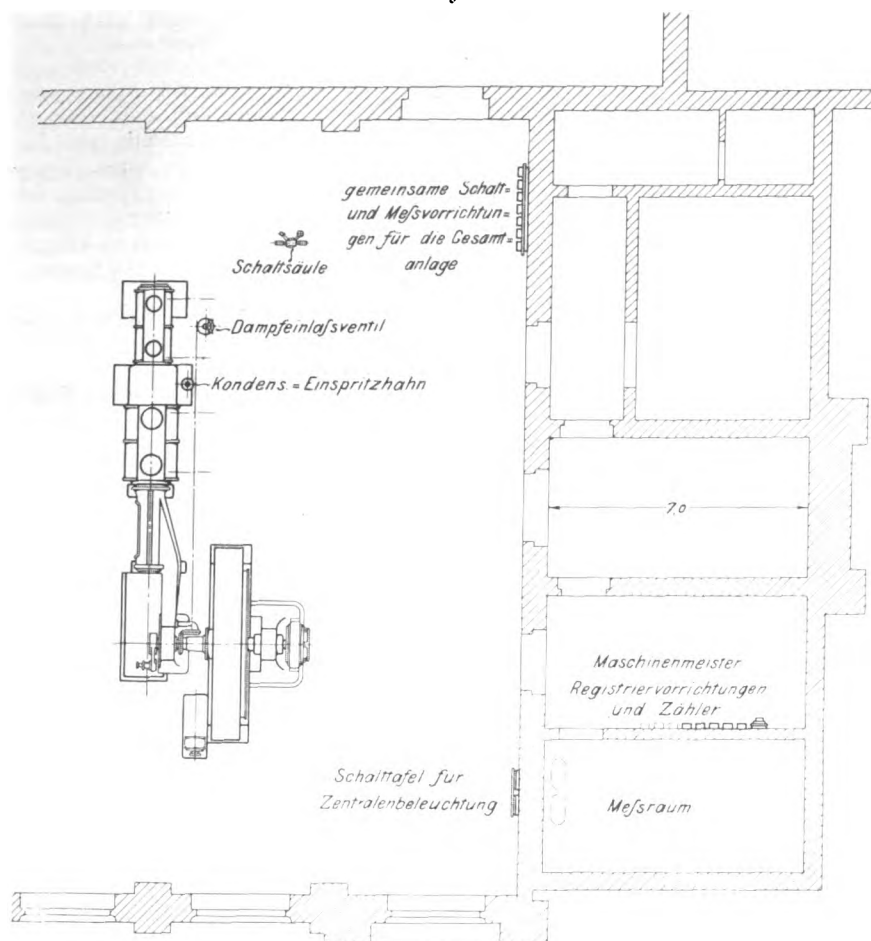 gemeinsame Schalt=
und Meſsvorrichtun=
gen für die Gesamt=
anlage
Schaltsäule
Dampfeinlaſsventil
Kondens.=Einspritzhahn
7,0
Maschinenmeister
Registriervorrichtungen
und Zähler
Schalttafel für
Zentralenbeleuchtung
Meſsraum